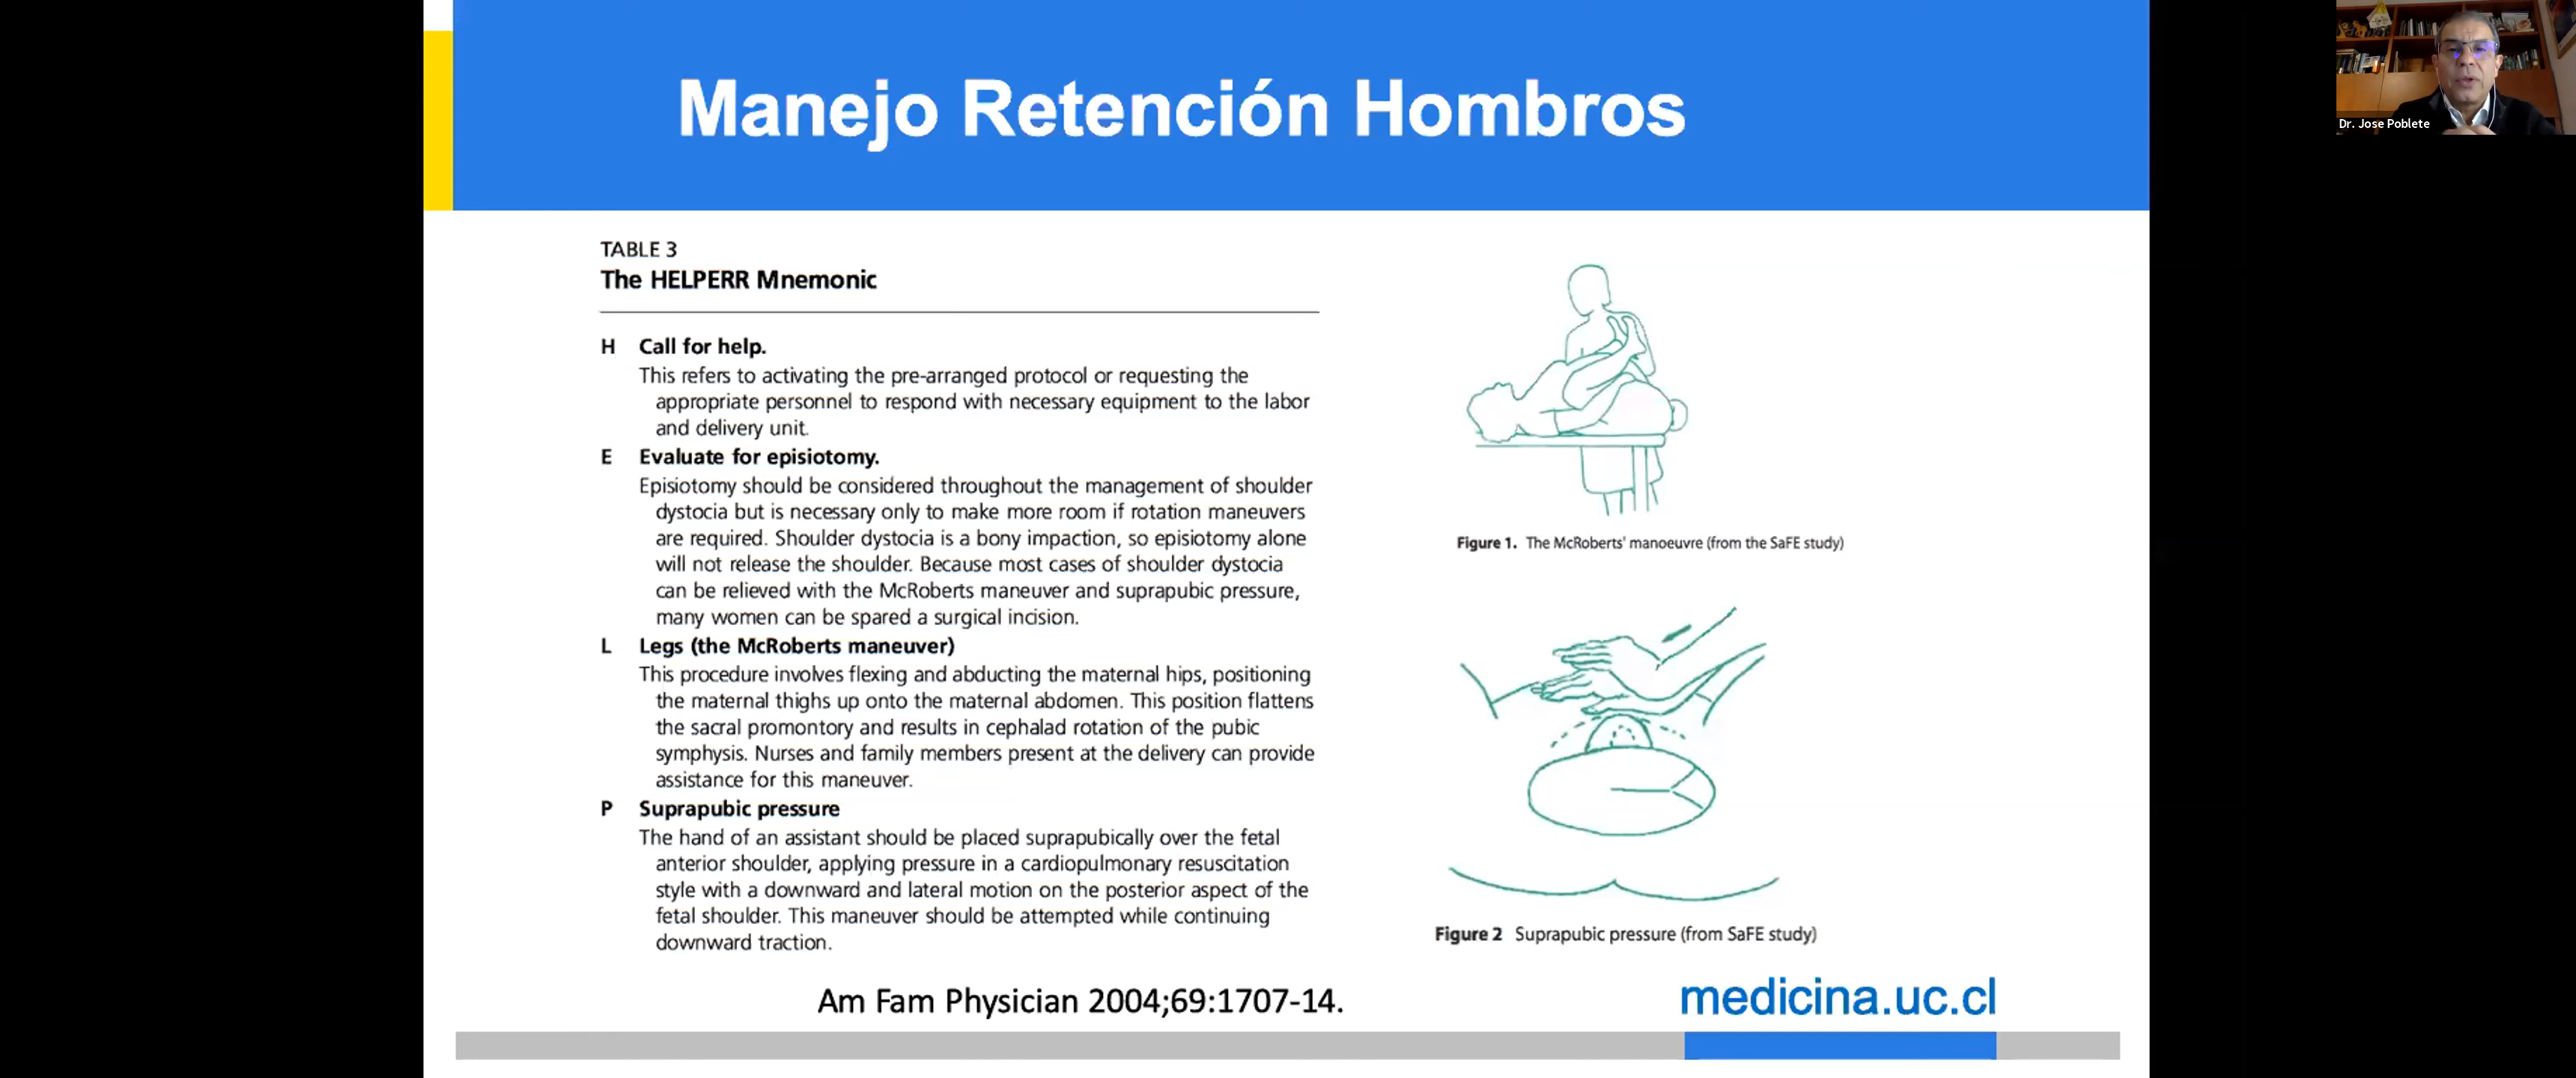 Manejo Retención Hombros
Dr. Jose Poblete
TABLE 3
The HELPERR Mnemonic
H Call for help.
This refers to activating the pre-arranged protocol or requesting the
appropriate personnel to respond with necessary equipment to the labor
and delivery unit.
E Evaluate for episiotomy.
Episiotomy should be considered throughout the management of shoulder
dystocia but is necessary only to make more room if rotation maneuvers
are required. Shoulder dystocia is a bony impaction, so episiotomy alone
will not release the shoulder. Because most cases of shoulder dystocia
can be relieved with the McRoberts maneuver and suprapubic pressure,
many women can be spared a surgical incision.
L Legs (the McRoberts maneuver)
This procedure involves flexing and abducting the maternal hips, positioning
the maternal thighs up onto the maternal abdomen. This position flattens
the sacral promontory and results in cephalad rotation of the pubic
symphysis. Nurses and family members present at the delivery can provide
assistance for this maneuver.
P Suprapubic pressure
The hand of an assistant should be placed suprapubically over the fetal
anterior shoulder, applying pressure in a cardiopulmonary resuscitation
style with a downward and lateral motion on the posterior aspect of the
fetal shoulder. This maneuver should be attempted while continuing
downward traction.
Figure 1. The McRoberts' manoeuvre (from the SaFE study)
Figure 2 Suprapubic pressure (from SaFE study)
Am Fam Physician 2004;69:1707-14.
medicina.uc.cl